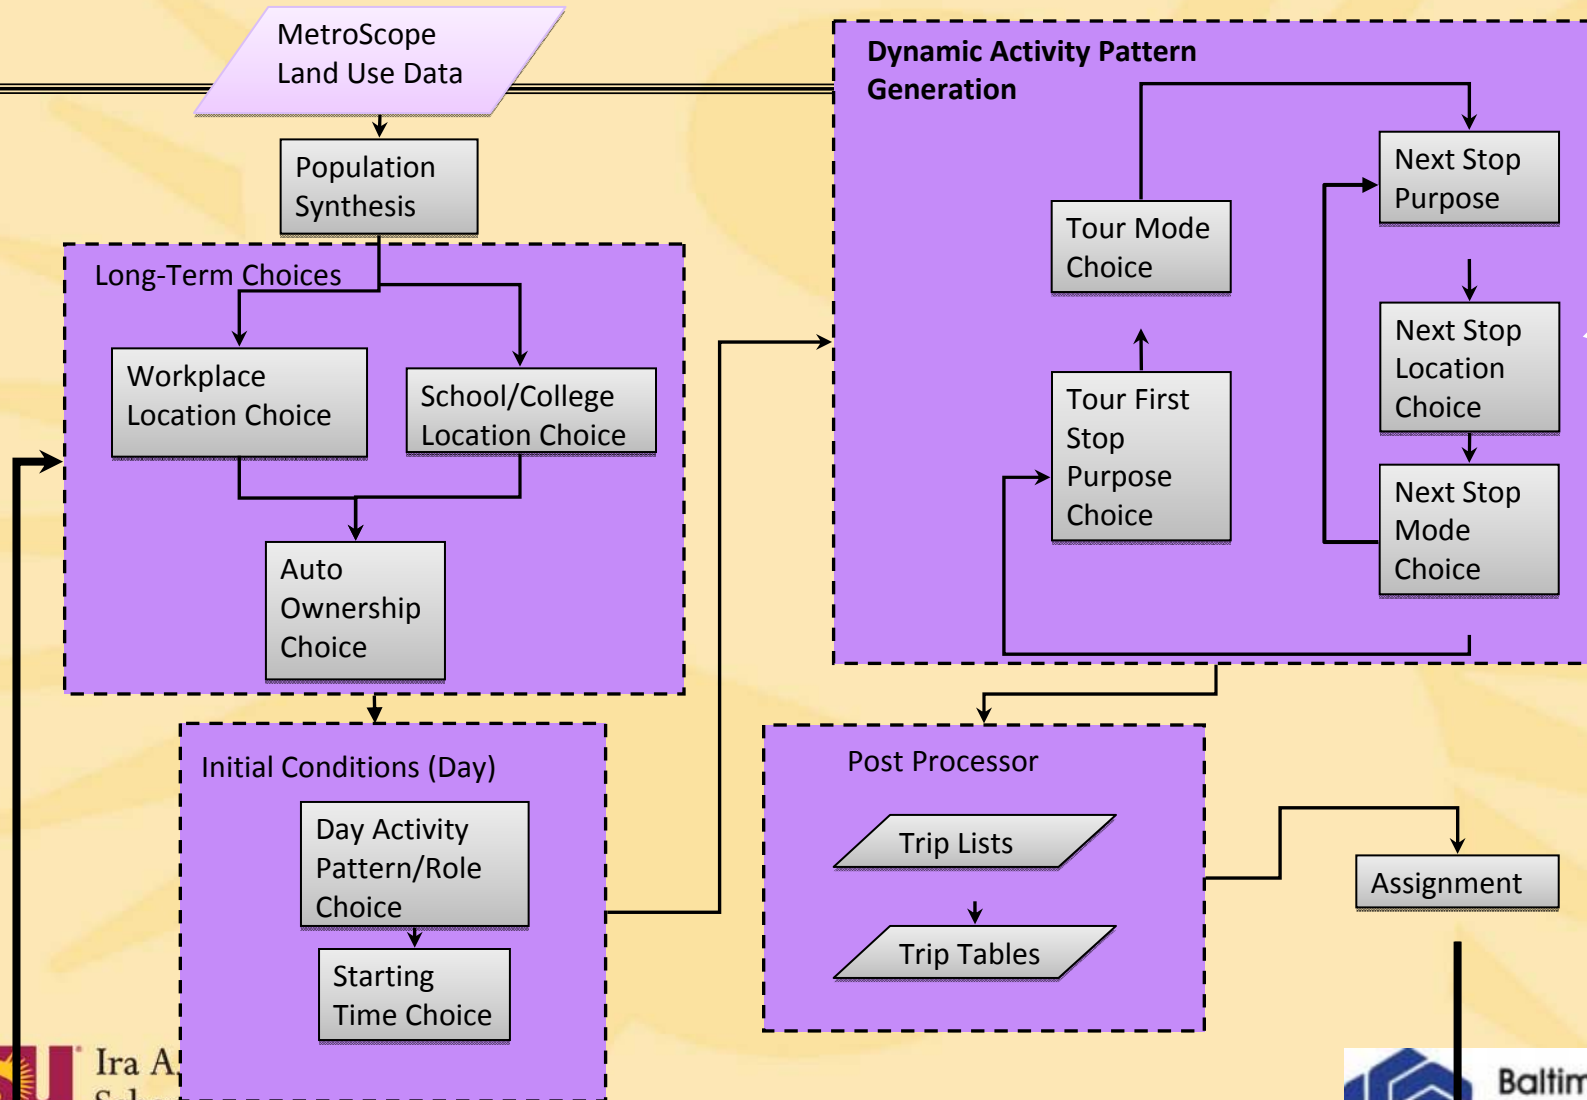 MetroScope
Land Use Data
Population
Synthesis
Long-Term Choices
Workplace
Location Choice
School/College
Location Choice
Auto
Ownership
Choice
Initial Conditions (Day)
Day Activity
Pattern/Role
Choice
Starting
Time Choice
Dynamic Activity Pattern
Generation
Tour Mode
Choice
Tour First
Stop
Purpose
Choice
Next Stop
Purpose
Next Stop
Location
Choice
Next Stop
Mode
Choice
Post Processor
Trip Lists
Trip Tables
Assignment
Ira A.
Baltim